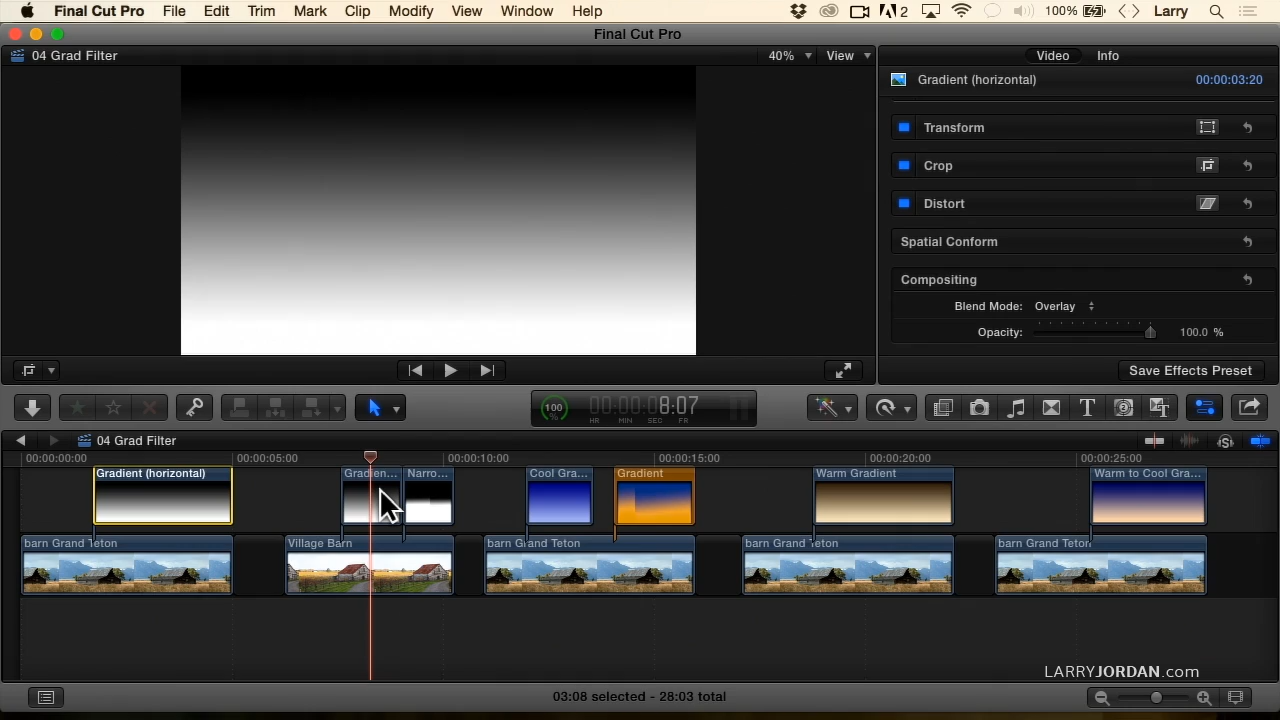 Final Cut Pro File Edit Trim Mark Clip Modify View Window Help 2 100% Larry
Final Cut Pro
04 Grad Filter 40% View Video Info
Gradient (horizontal) 00:00:03:20
Transform
Crop
Distort
Spatial Conform
Compositing
Blend Mode: Overlay
Opacity: 100.0 %
Save Effects Preset
100 % 00:00:08:07
HR MIN SEC FR
04 Grad Filter
00:00:00:00 00:00:05:00 00:00:10:00 00:00:15:00 00:00:20:00 00:00:25:00
Gradient (horizontal) Gradien... Narro... Cool Gra... Gradient Warm Gradient Warm to Cool Gra...
barn Grand Teton Village Barn barn Grand Teton barn Grand Teton barn Grand Teton
LARRYJORDAN.com
03:08 selected - 28:03 total